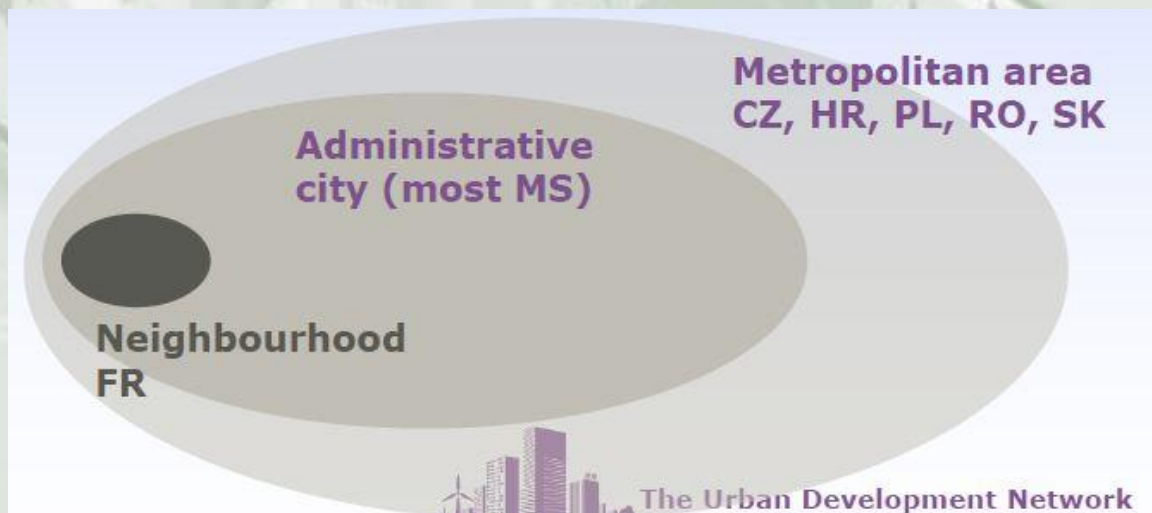 Metropolitan area
CZ, HR, PL, RO, SK
Administrative
city (most MS)
Neighbourhood
FR
The Urban Development Network